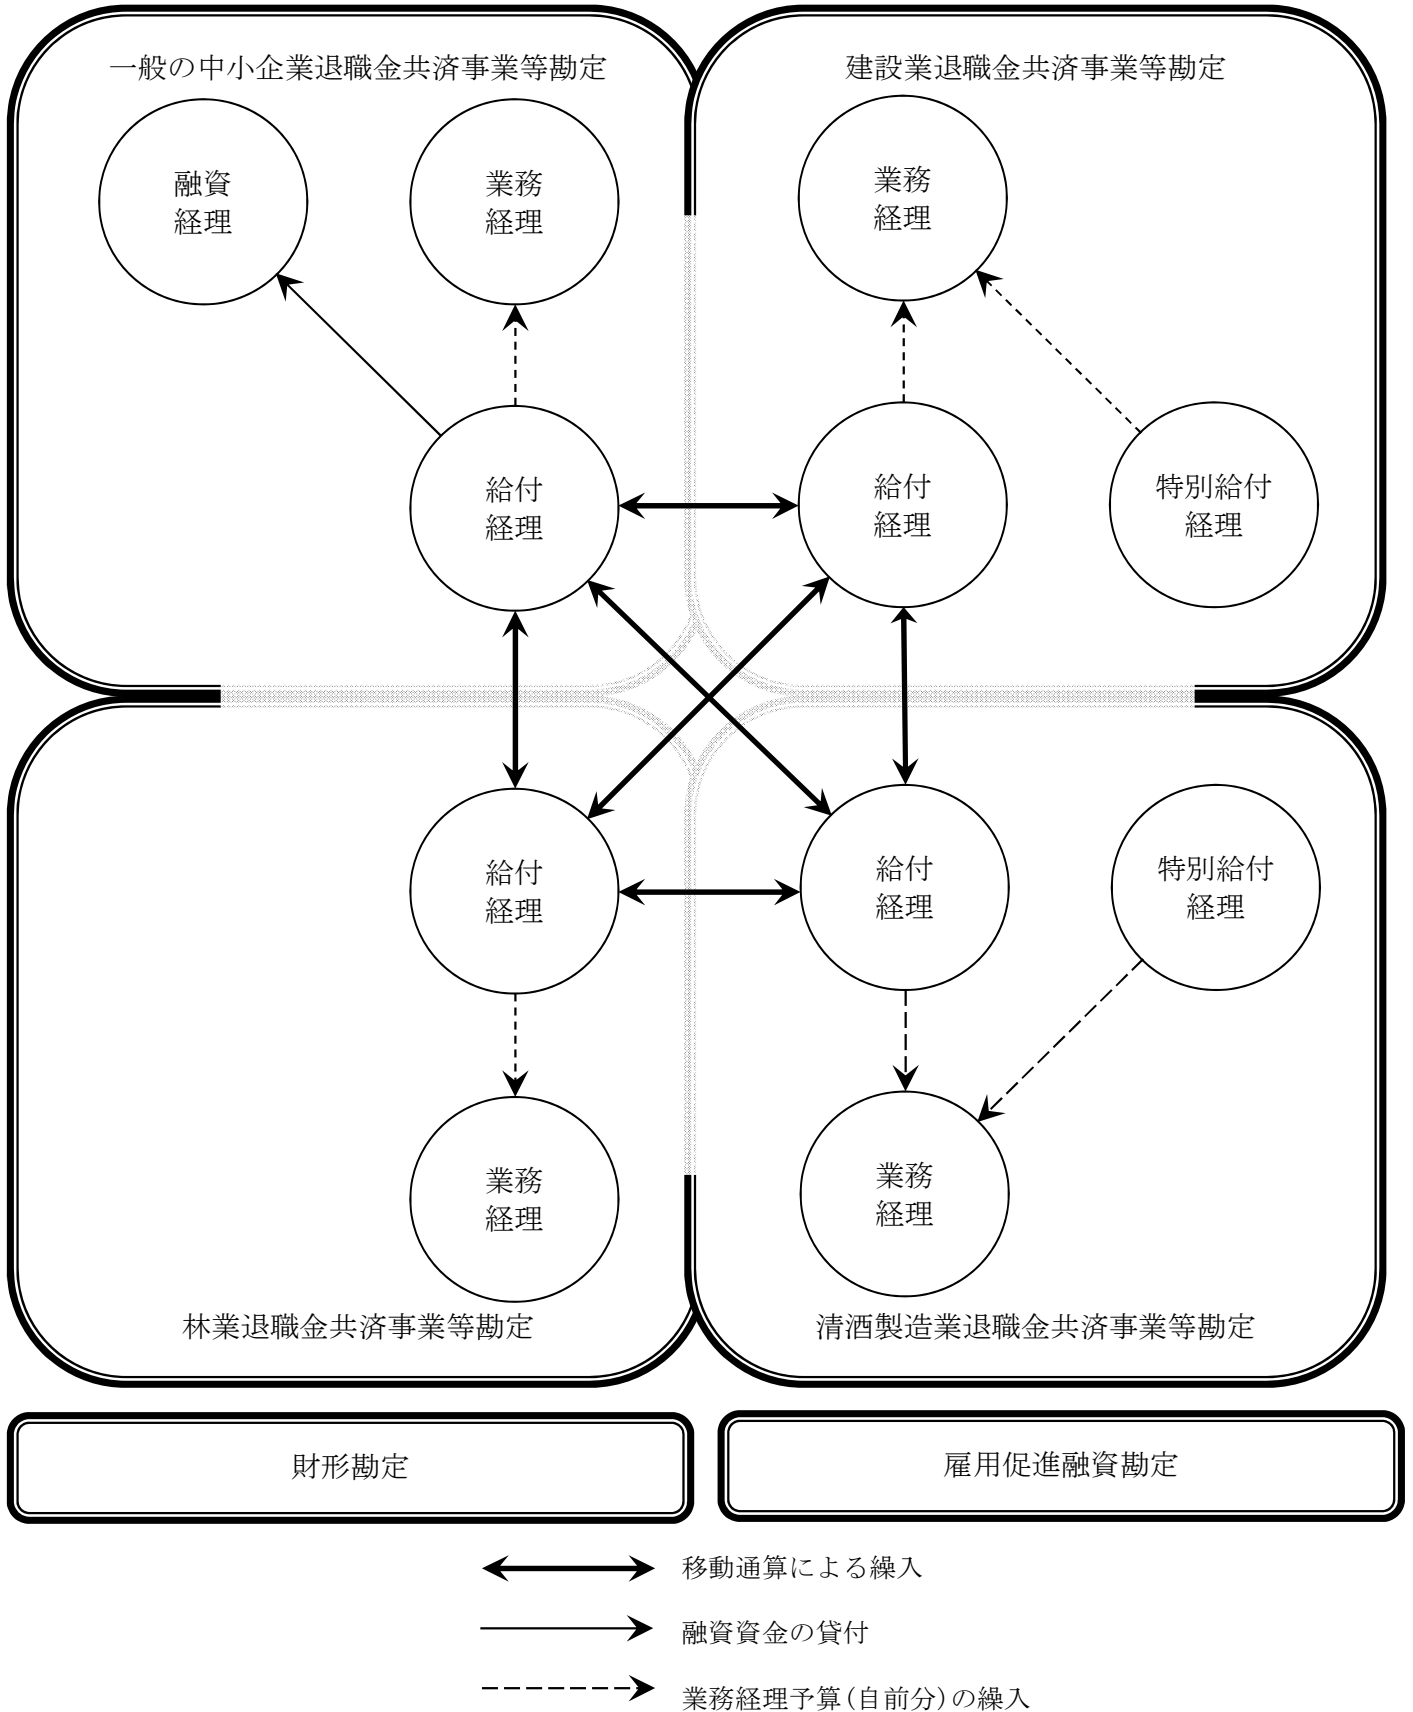 一般の中小企業退職金共済事業等勘定
建設業退職金共済事業等勘定
融資
経理
業務
経理
業務
経理
給付
経理
給付
経理
特別給付
経理
給付
経理
給付
経理
特別給付
経理
業務
経理
業務
経理
林業退職金共済事業等勘定
清酒製造業退職金共済事業等勘定
財形勘定
雇用促進融資勘定
移動通算による繰入
融資資金の貸付
業務経理予算(自前分)の繰入